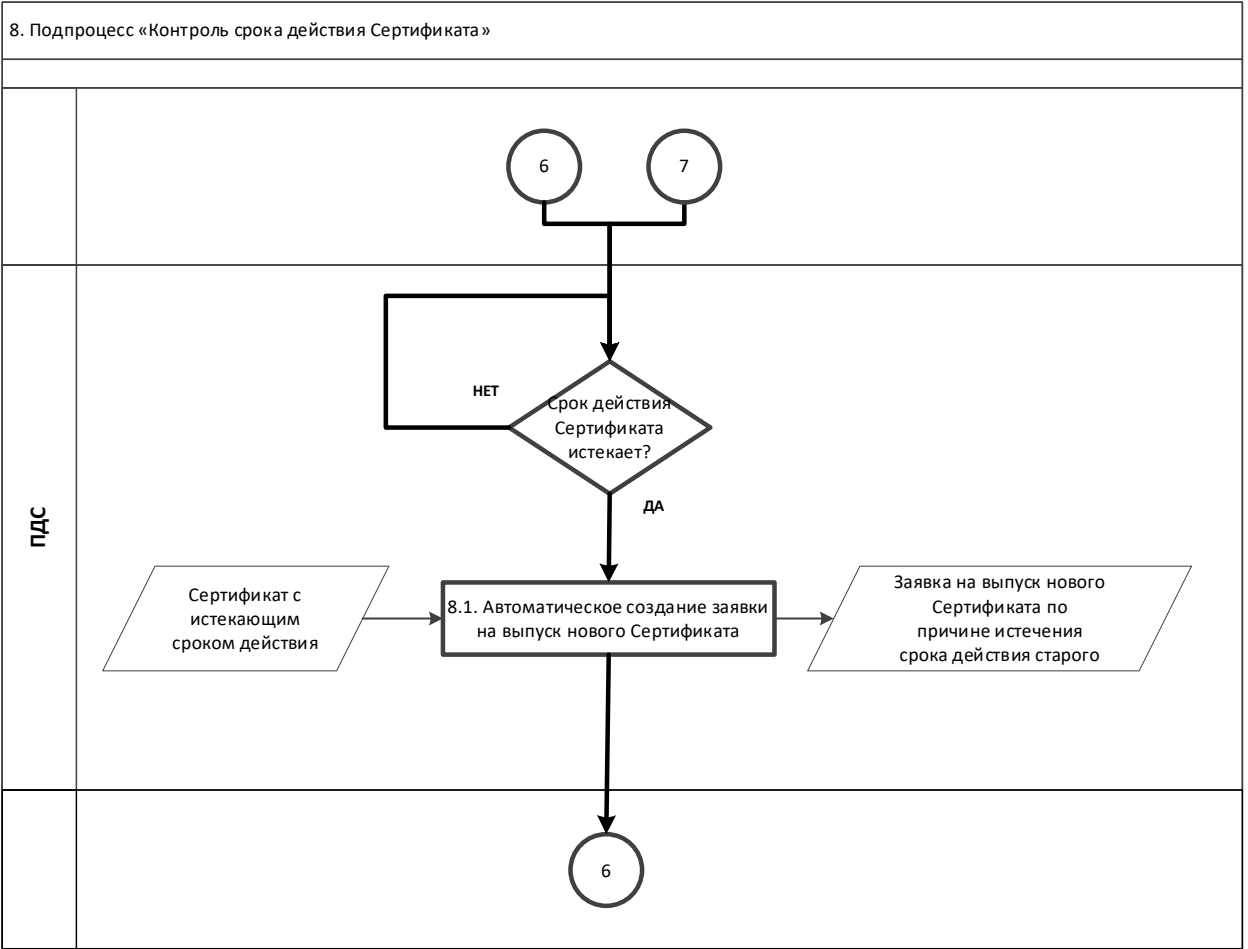 8. Подпроцесс «Контроль срока действия Сертификата»
6
7
Срок действия
Сертификата
истекает?
НЕТ
ДА
ПДС
Сертификат с
истекающим
сроком действия
8.1. Автоматическое создание заявки
на выпуск нового Сертификата
Заявка на выпуск нового
Сертификата по
причине истечения
срока действия старого
6